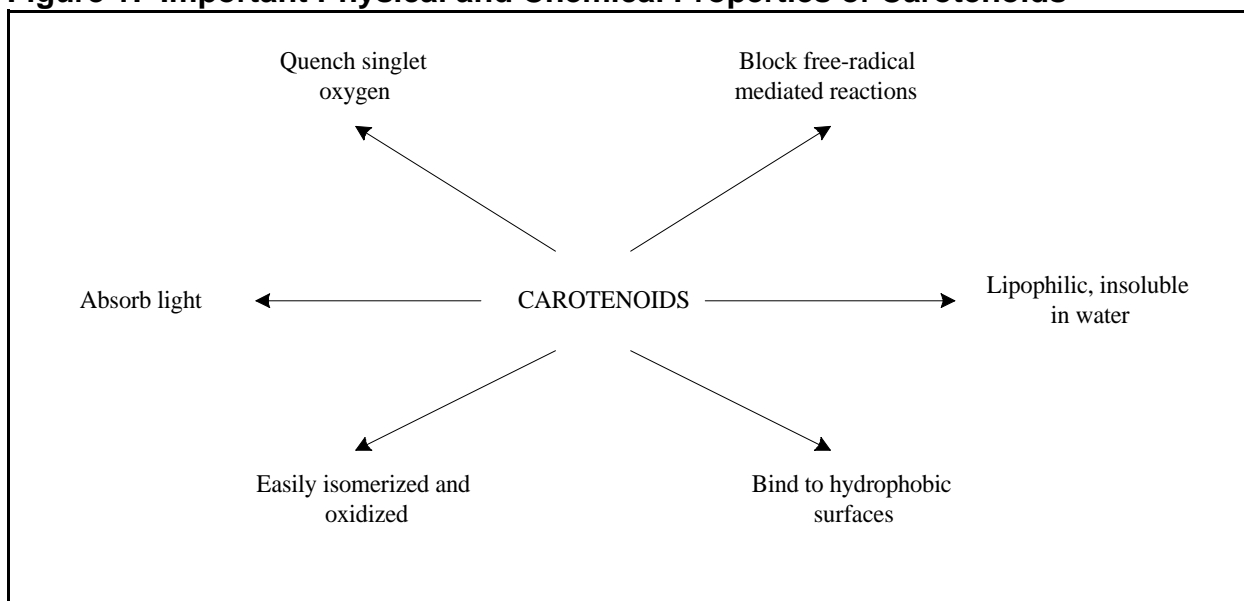 Figure 1. Important Physical and Chemical Properties of Carotenoids
Quench singlet
oxygen
Block free-radical
mediated reactions
Absorb light
CAROTENOIDS
Lipophilic, insoluble
in water
Easily isomerized and
oxidized
Bind to hydrophobic
surfaces